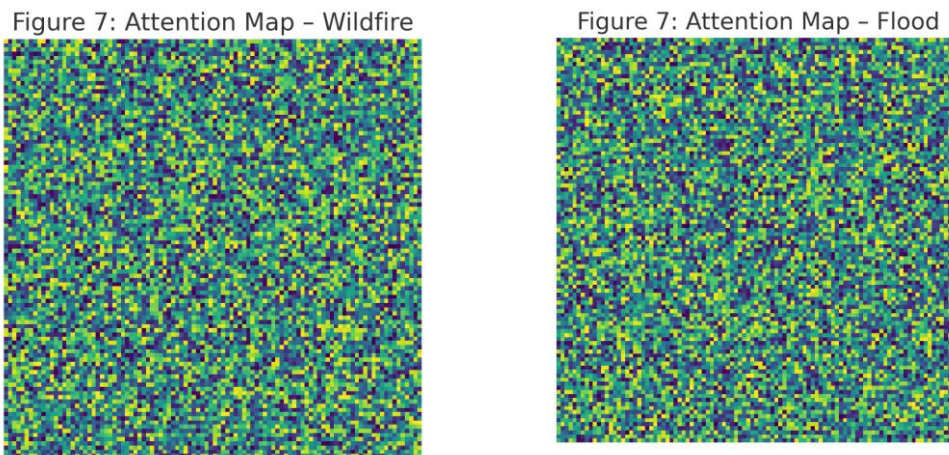 Figure 7: Attention Map – Wildfire
Figure 7: Attention Map – Flood